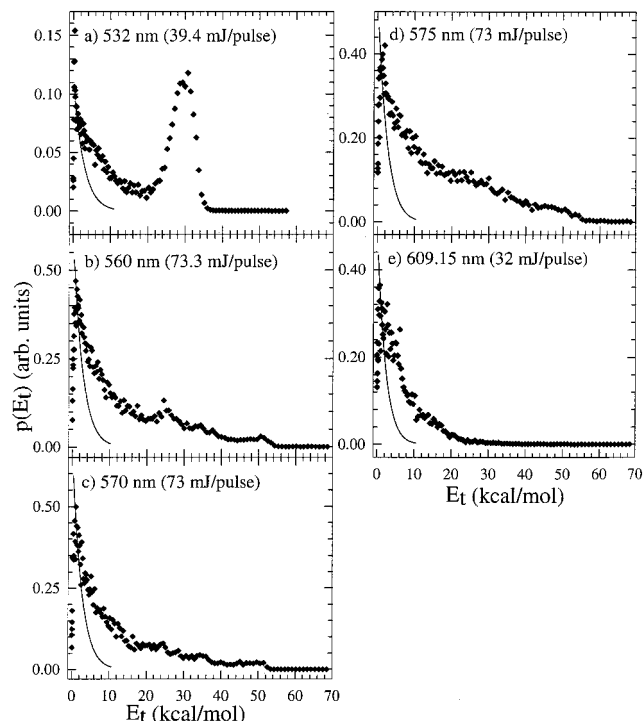 a) 532 nm (39.4 mJ/pulse)
0.15
0.10
0.05
0.00
b) 560 nm (73.3 mJ/pulse)
0.50
0.25
0.00
c) 570 nm (73 mJ/pulse)
0.50
0.25
0.00
0 10 20 30 40 50 60 70
Et (kcal/mol)
p(Et) (arb. units)
d) 575 nm (73 mJ/pulse)
0.40
0.20
0.00
e) 609.15 nm (32 mJ/pulse)
0.40
0.20
0.00
0 10 20 30 40 50 60 70
Et (kcal/mol)